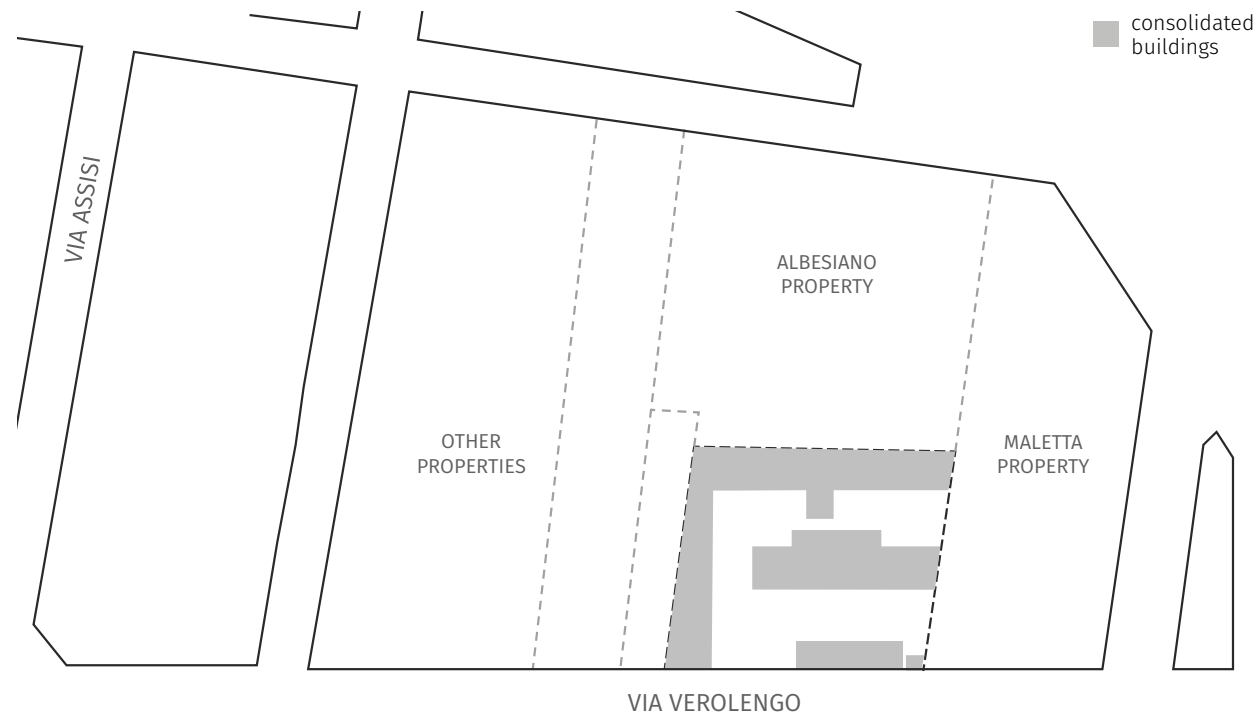 consolidated
buildings
VIA ASSISI
ALBESIANO
PROPERTY
OTHER
PROPERTIES
MALETTA
PROPERTY
VIA VEROLENGO